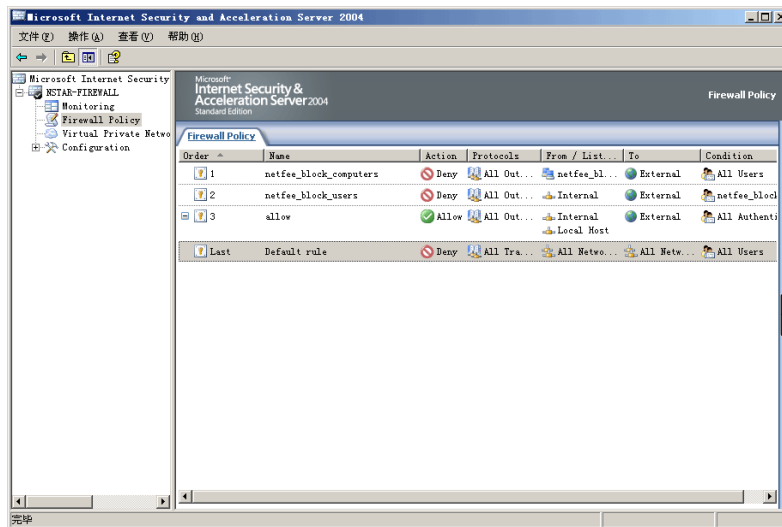 Microsoft Internet Security and Acceleration Server 2004
文件(F) 操作(A) 查看(V) 帮助(H)
Microsoft Internet Security
NSTAR-FIREWALL
Monitoring
Firewall Policy
Virtual Private Netwo
Configuration
Microsoft
Internet Security &
Acceleration Server 2004
Standard Edition
Firewall Policy
Firewall Policy
Order Name Action Protocols From / List... To Condition
1 netfee_block_computers Deny All Out... netfee_bl... External All Users
2 netfee_block_users Deny All Out... Internal External netfee_block
3 allow Allow All Out... Internal External All Authenti
Local Host
Last Default rule Deny All Tra... All Netwo... All Netw... All Users
完毕